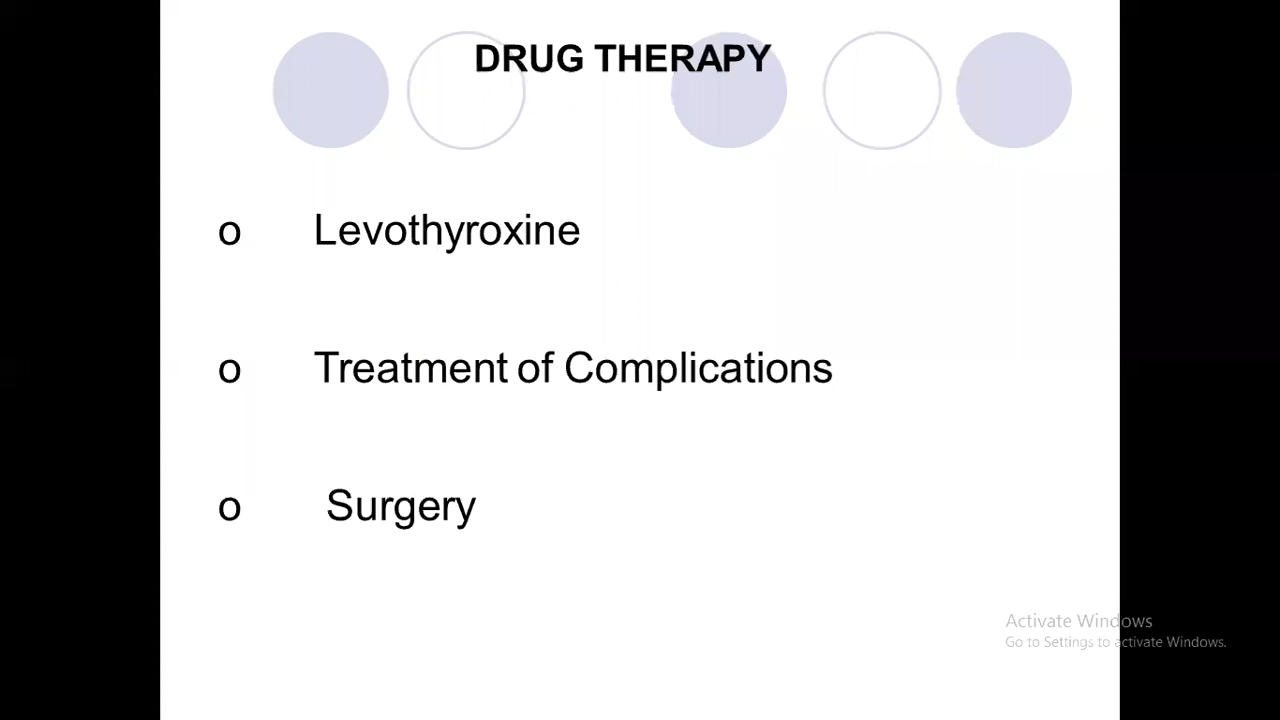 DRUG THERAPY
o Levothyroxine
o Treatment of Complications
o Surgery
Activate Windows
Go to Settings to activate Windows.